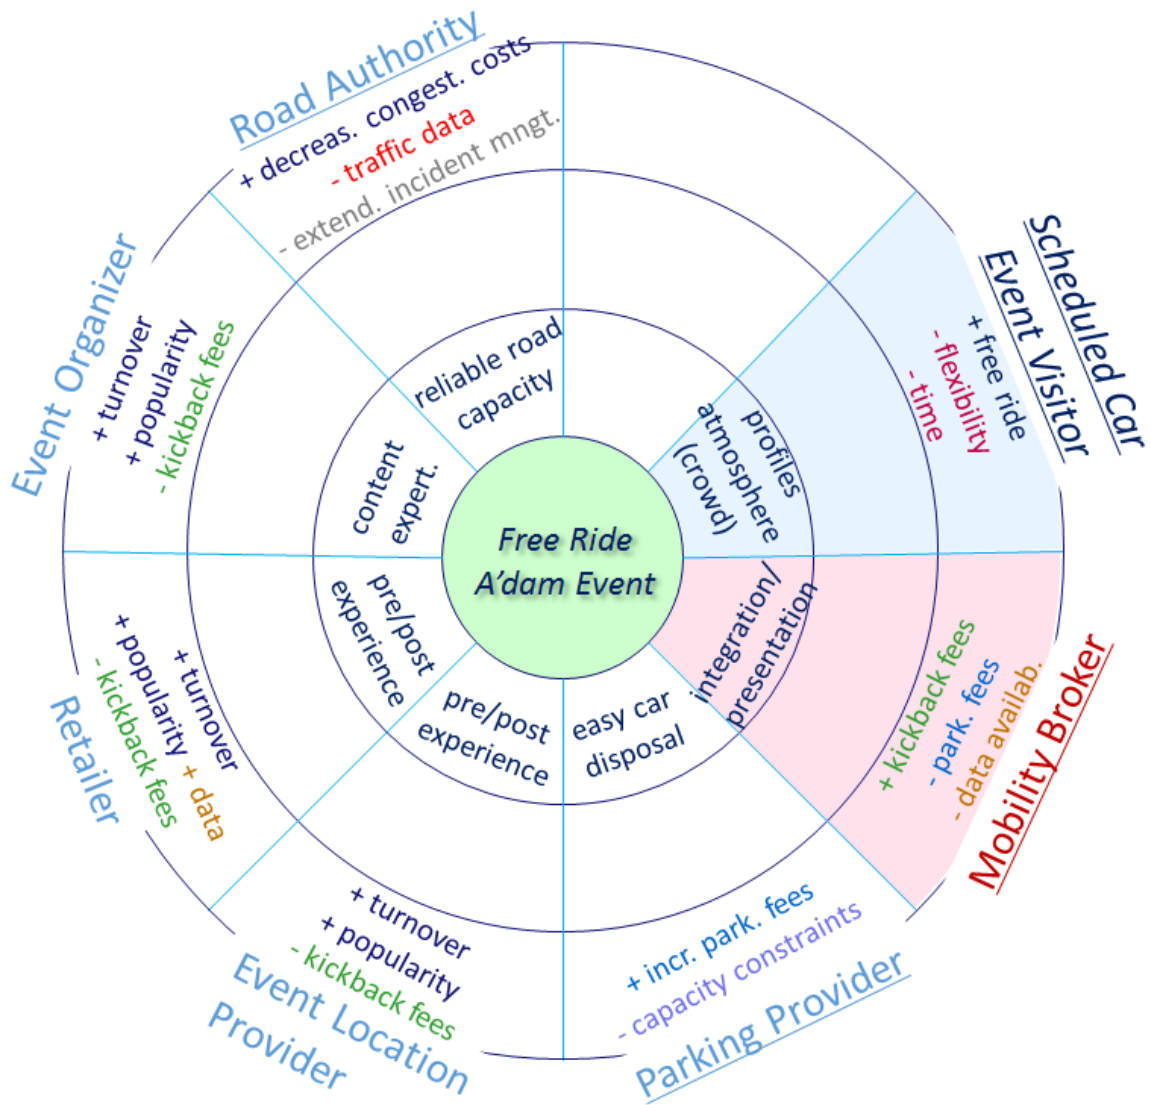 Free Ride
A'dam Event
Road Authority
+ decreas. congest. costs
- traffic data
- extend. incident mngt.
reliable road
capacity
Scheduled Car
Event Visitor
+ free ride
- flexibility
- time
profiles
atmosphere
(crowd)
Mobility Broker
+ kickback fees
- park. fees
- data availab.
integration/
presentation
Parking Provider
+ incr. park. fees
- capacity constraints
easy car
disposal
Event Location
Provider
+ turnover
+ popularity
- kickback fees
pre/post
experience
Retailer
+ turnover
+ popularity + data
- kickback fees
pre/post
experience
Event Organizer
+ turnover
+ popularity
- kickback fees
content
expert.